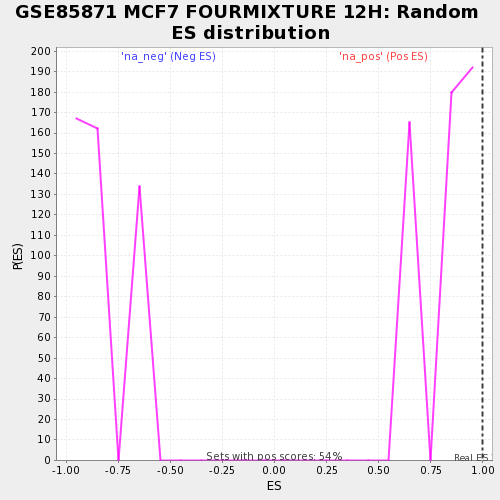 GSE85871 MCF7 FOURMIXTURE 12H: Random
ES distribution
'na_neg' (Neg ES)
'na_pos' (Pos ES)
P(ES)
200
190
180
170
160
150
140
130
120
110
100
90
80
70
60
50
40
30
20
10
0
Sets with pos scores: 54%
Real ES
-1.00 -0.75 -0.50 -0.25 0.00 0.25 0.50 0.75 1.00
ES